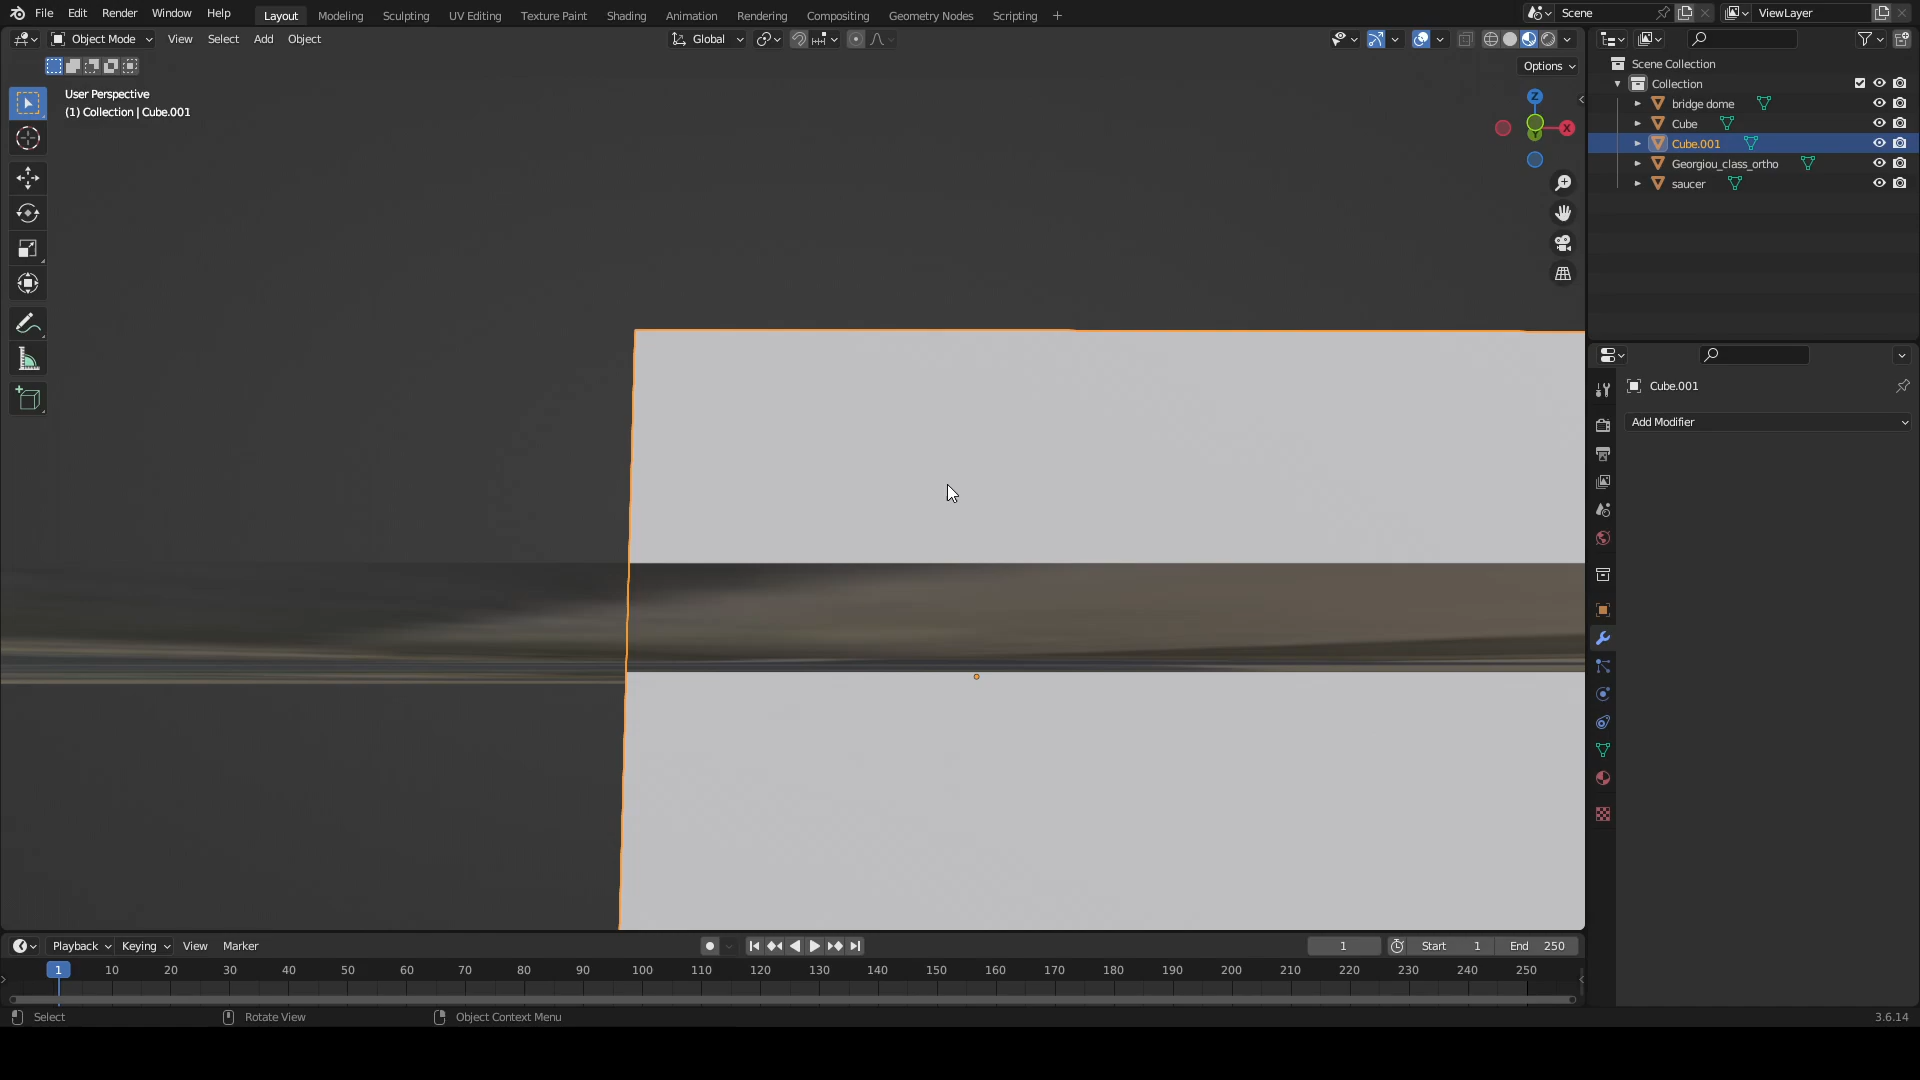 File Edit Render Window Help Layout Modeling Sculpting UV Editing Texture Paint Shading Animation Rendering Compositing Geometry Nodes Scripting Scene ViewLayer
Object Mode View Select Add Object Global
Options
User Perspective
(1) Collection | Cube.001
Z
X
Y
Scene Collection
Collection
bridge dome
Cube
Cube.001
Georgiou_class_ortho
saucer
Cube.001
Add Modifier
Playback Keying View Marker 1 Start 1 End 250
1 10 20 30 40 50 60 70 80 90 100 110 120 130 140 150 160 170 180 190 200 210 220 230 240 250
Select Rotate View Object Context Menu 3.6.14